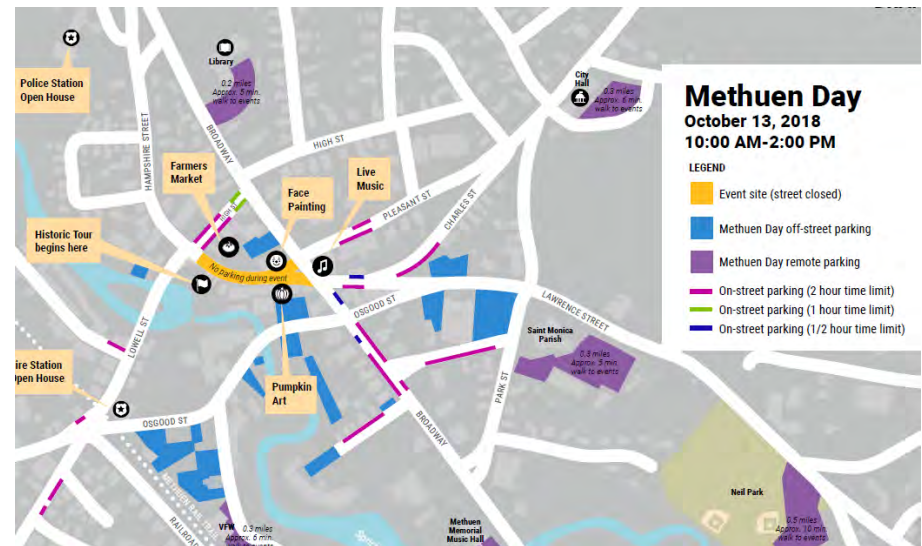 Police Station
Open House
Library
0.2 miles
Approx. 5 min.
walk to events
City
Hall
0.3 miles
Approx. 6 min.
walk to events
Methuen Day
October 13, 2018
10:00 AM-2:00 PM
LEGEND
Event site (street closed)
Methuen Day off-street parking
Methuen Day remote parking
On-street parking (2 hour time limit)
On-street parking (1 hour time limit)
On-street parking (1/2 hour time limit)
HAMPSHIRE STREET
BROADWAY
HIGH ST
Farmers
Market
Face
Painting
Live
Music
PLEASANT ST
CHARLES ST
HIGH ST
Historic Tour
begins here
No parking during event
OSGOOD ST
LAWRENCE STREET
LOWELL ST
Saint Monica
Parish
0.3 miles
Approx. 5 min.
walk to events
ire Station
Open House
Pumpkin
Art
PARK ST
OSGOOD ST
BROADWAY
METHUEN RAIL
RAILROAD
VFW
0.3 miles
Approx. 6 min.
Methuen
Memorial
Music Hall
Neil Park
0.5 miles
Approx. 10 min.
walk to events